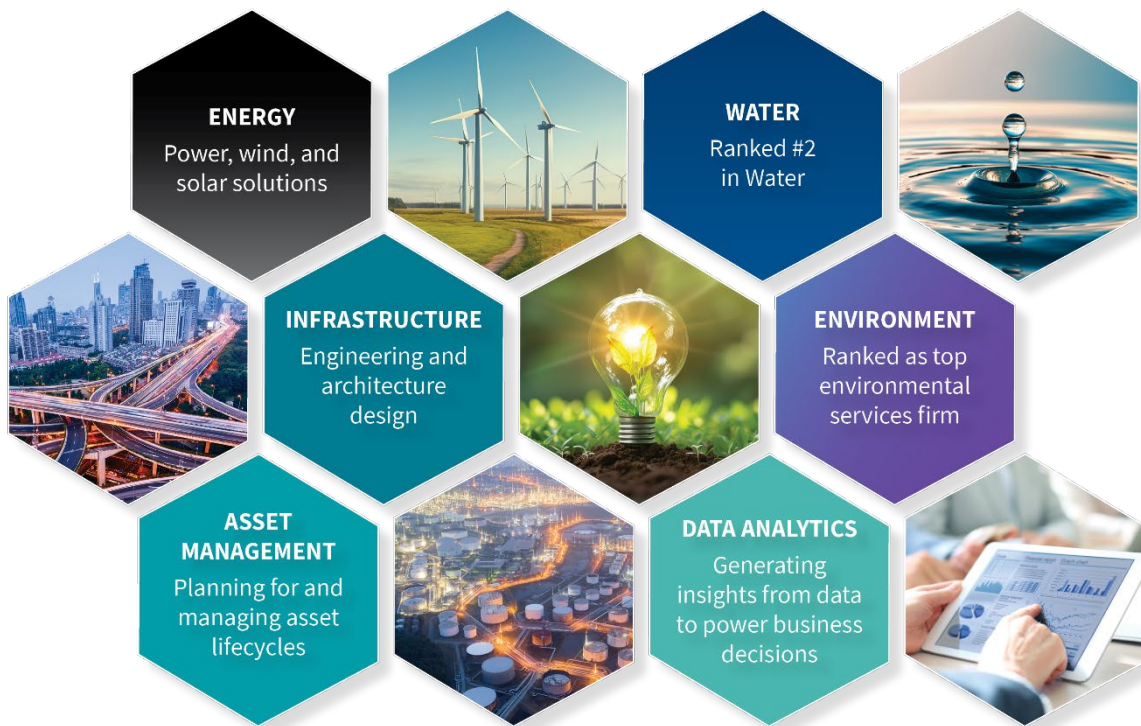 ENERGY
Power, wind, and
solar solutions
WATER
Ranked #2
in Water
INFRASTRUCTURE
Engineering and
architecture
design
ENVIRONMENT
Ranked as top
environmental
services firm
ASSET
MANAGEMENT
Planning for and
managing asset
lifecycles
DATA ANALYTICS
Generating
insights from data
to power business
decisions